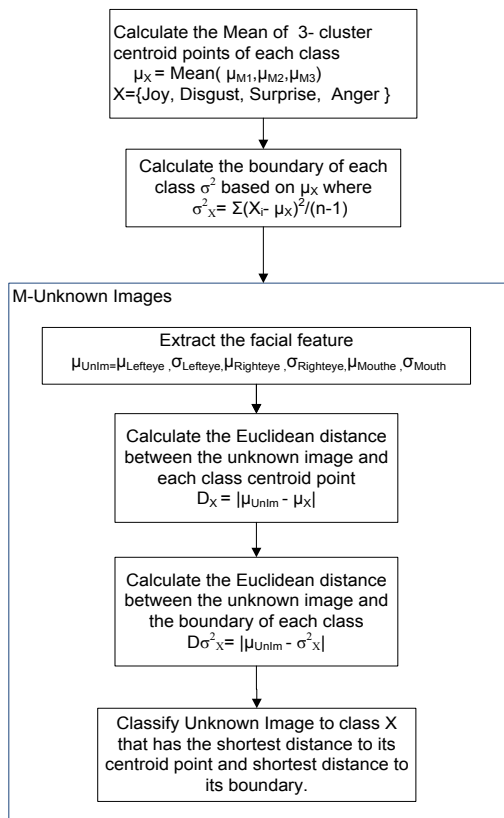 Calculate the Mean of 3- cluster
centroid points of each class
μX = Mean( μM1,μM2,μM3)
X={Joy, Disgust, Surprise, Anger }
Calculate the boundary of each
class σ² based on μX where
σ²X= Σ(Xi- μX)²/(n-1)
M-Unknown Images
Extract the facial feature
μUnIm=μLefteye ,σLefteye,μRighteye ,σRighteye,μMouthe ,σMouth
Calculate the Euclidean distance
between the unknown image and
each class centroid point
DX = |μUnIm - μX|
Calculate the Euclidean distance
between the unknown image and
the boundary of each class
Dσ²X= |μUnIm - σ²X|
Classify Unknown Image to class X
that has the shortest distance to its
centroid point and shortest distance to
its boundary.